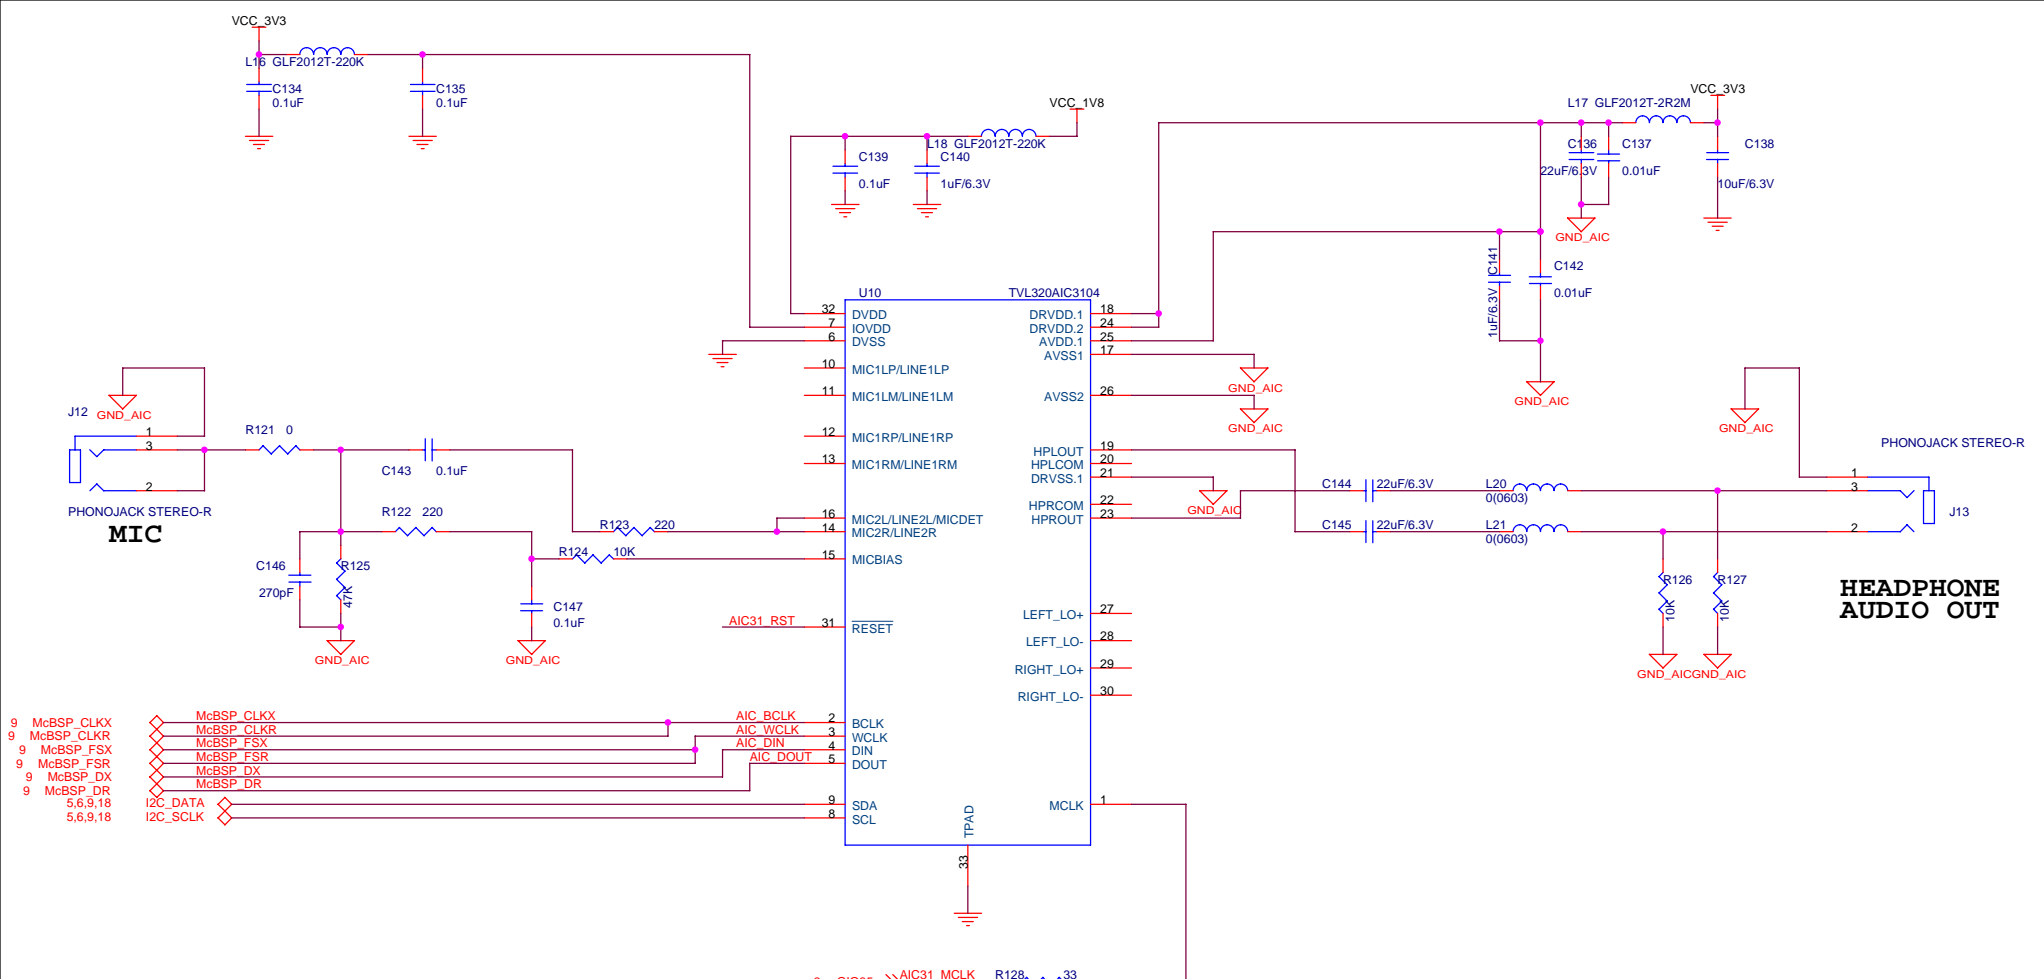 VCC_3V3
L16 GLF2012T-220K
C134
0.1uF
C135
0.1uF
VCC_1V8
L18 GLF2012T-220K
C139
0.1uF
C140
1uF/6.3V
VCC_3V3
L17 GLF2012T-2R2M
C136
22uF/6.3V
C137
0.01uF
C138
10uF/6.3V
GND_AIC
C141
1uF/6.3V
C142
0.01uF
GND_AIC
U10
TVL320AIC3104
32 DVDD
7 IOVDD
6 DVSS
10 MIC1LP/LINE1LP
11 MIC1LM/LINE1LM
12 MIC1RP/LINE1RP
13 MIC1RM/LINE1RM
16 MIC2L/LINE2L/MICDET
14 MIC2R/LINE2R
15 MICBIAS
31 RESET
2 BCLK
3 WCLK
4 DIN
5 DOUT
9 SDA
8 SCL
DRVDD.1 18
DRVDD.2 24
AVDD.1 25
AVSS1 17
GND_AIC
AVSS2 26
GND_AIC
HPLOUT 19
HPLCOM 20
DRVSS.1 21
GND_AIC
HPRCOM 22
HPROUT 23
LEFT_LO+ 27
LEFT_LO- 28
RIGHT_LO+ 29
RIGHT_LO- 30
MCLK 1
TPAD
33
J12
GND_AIC
1
3
2
PHONOJACK STEREO-R
MIC
R121 0
C143 0.1uF
R122 220
R123 220
R124 10K
C146
270pF
R125
47K
C147
0.1uF
GND_AIC
GND_AIC
AIC31_RST
9 McBSP_CLKX McBSP_CLKX AIC_BCLK
9 McBSP_CLKR McBSP_CLKR AIC_WCLK
9 McBSP_FSX McBSP_FSX AIC_DIN
9 McBSP_FSR McBSP_FSR AIC_DOUT
9 McBSP_DX McBSP_DX
9 McBSP_DR McBSP_DR
5,6,9,18 I2C_DATA
5,6,9,18 I2C_SCLK
GND_AIC
PHONOJACK STEREO-R
1
3
2
J13
C144 22uF/6.3V L20
0(0603)
C145 22uF/6.3V L21
0(0603)
R126
10K
R127
10K
GND_AIC GND_AIC
HEADPHONE
AUDIO OUT
AIC31_MCLK R128 33